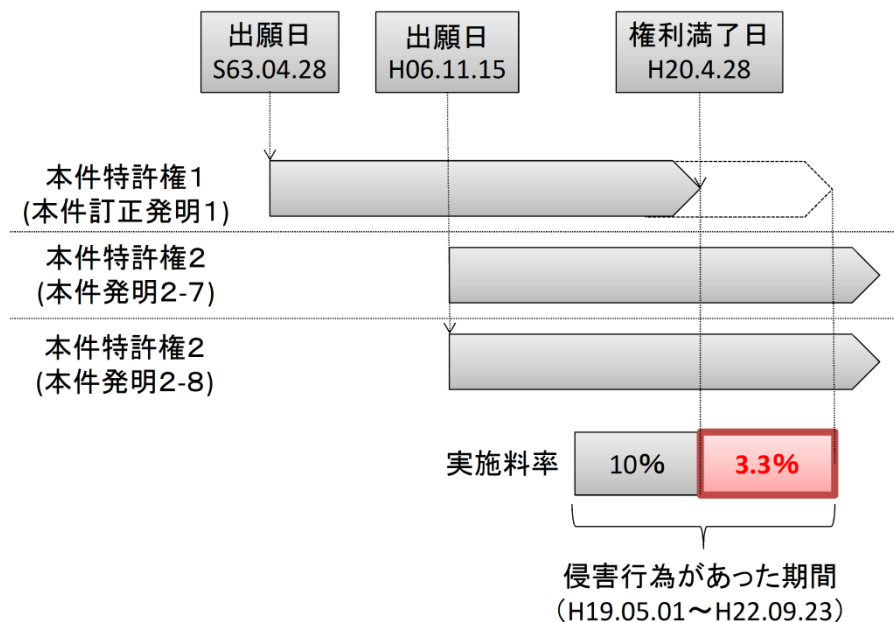 出願日
S63.04.28
出願日
H06.11.15
権利満了日
H20.4.28
本件特許権1
(本件訂正発明1)
本件特許権2
(本件発明2-7)
本件特許権2
(本件発明2-8)
実施料率
10%
3.3%
侵害行為があった期間
（H19.05.01～H22.09.23）